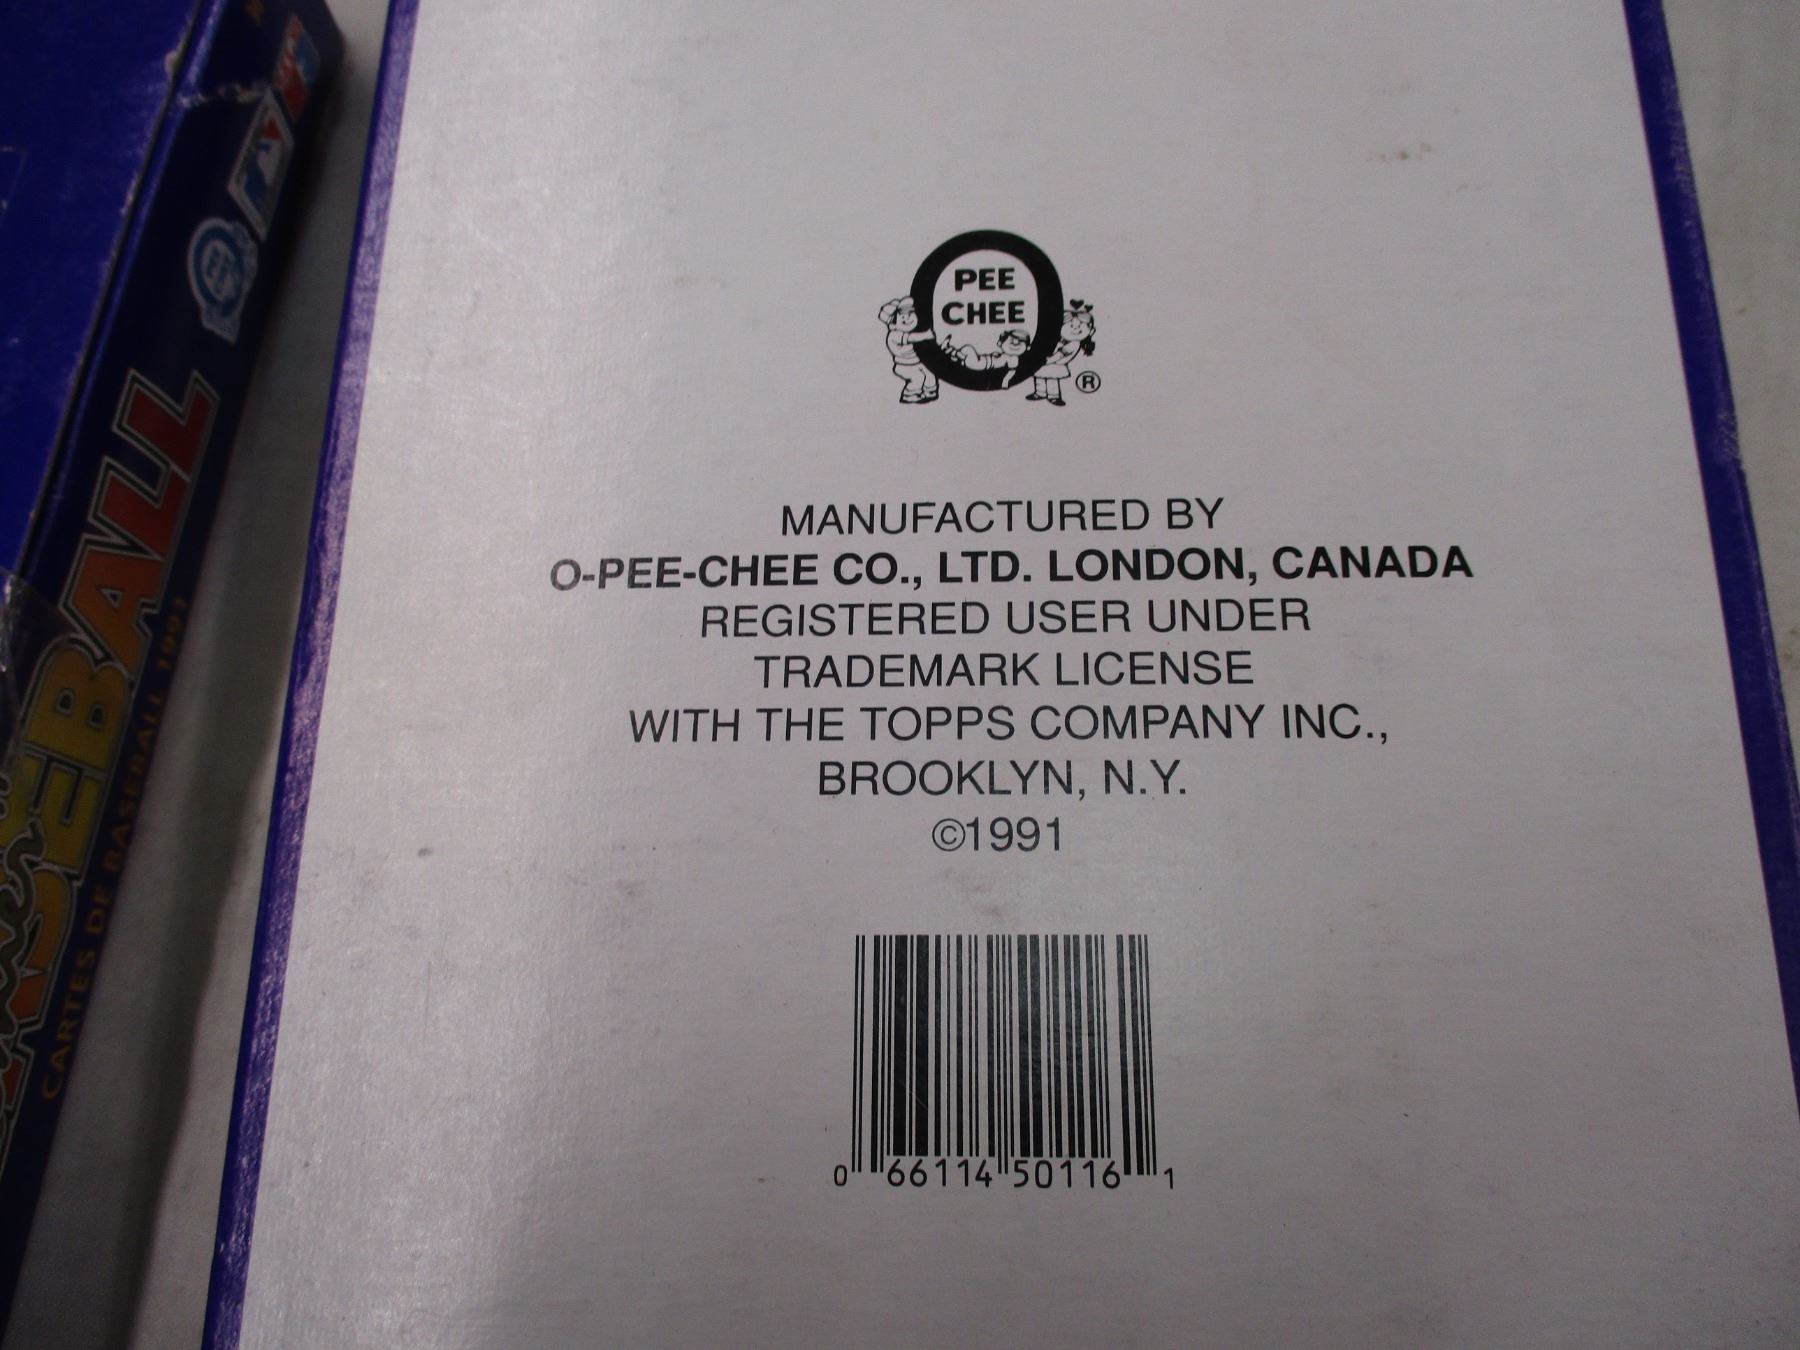 PEE
CHEE
®
MANUFACTURED BY
O-PEE-CHEE CO., LTD. LONDON, CANADA
REGISTERED USER UNDER
TRADEMARK LICENSE
WITH THE TOPPS COMPANY INC.,
BROOKLYN, N.Y.
©1991
0 66114 50116 1
BASEBALL
CARTES DE BASEBALL 1991